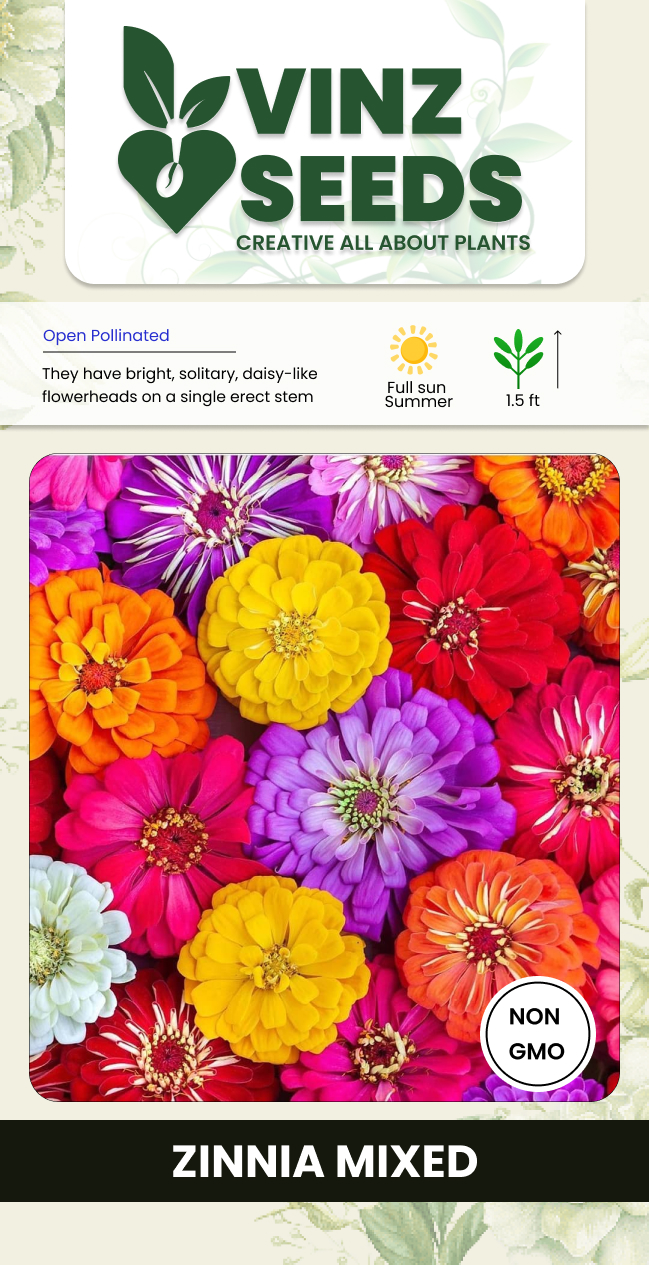 VINZ
SEEDS
CREATIVE ALL ABOUT PLANTS
Open Pollinated
They have bright, solitary, daisy-like
flowerheads on a single erect stem
Full sun
Summer
1.5 ft
NON
GMO
ZINNIA MIXED